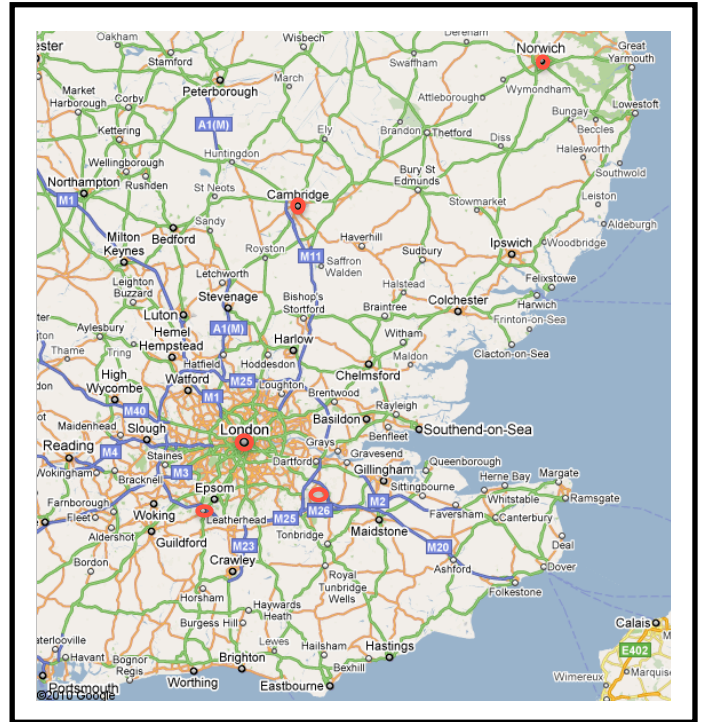 Oakham
Wisbech
Dereham
Norwich
Great
Yarmouth
ester
Stamford
Swaffham
Market
Harborough
Corby
Peterborough
March
Attleborough
Wymondham
Lowestoft
A1(M)
Bungay
Beccles
Kettering
Ely
Brandon
Thetford
Diss
Halesworth
Huntingdon
Wellingborough
Rushden
Southwold
Northampton
St Neots
Cambridge
Bury St
Edmunds
Stowmarket
Leiston
M1
Sandy
Aldeburgh
Milton
Keynes
Bedford
Royston
M11
Haverhill
Saffron
Walden
Sudbury
Ipswich
Woodbridge
Letchworth
Leighton
Buzzard
Stevenage
Bishop's
Stortford
Halstead
Felixstowe
Braintree
Colchester
Harwich
Luton
A1(M)
Frinton-on-Sea
Aylesbury
Hemel
Hempstead
Witham
Thame
Tring
Harlow
Maldon
Clacton-on-Sea
Hatfield
Hoddesdon
Chelmsford
High
Wycombe
Watford
M25
Loughton
M1
Brentwood
M40
Rayleigh
Basildon
Maidenhead
Slough
London
Benfleet
Southend-on-Sea
Reading
M4
Grays
Staines
Dartford
Gravesend
Queenborough
Wokingham
M3
Gillingham
Herne Bay
Margate
Bracknell
Epsom
Sittingbourne
Whitstable
Ramsgate
Farnborough
Woking
M2
Fleet
Leatherhead
M25
M26
Faversham
Canterbury
Aldershot
Guildford
Maidstone
Tonbridge
Deal
M23
M20
Crawley
Bordon
Royal
Tunbridge
Wells
Ashford
Dover
Horsham
Folkestone
Haywards
Heath
Burgess Hill
Calais
aterlooville
Lewes
Hailsham
Hastings
E402
Havant
Bognor
Regis
Brighton
Bexhill
Marquis
Portsmouth
Worthing
Eastbourne
Wimereux
©2010 Google